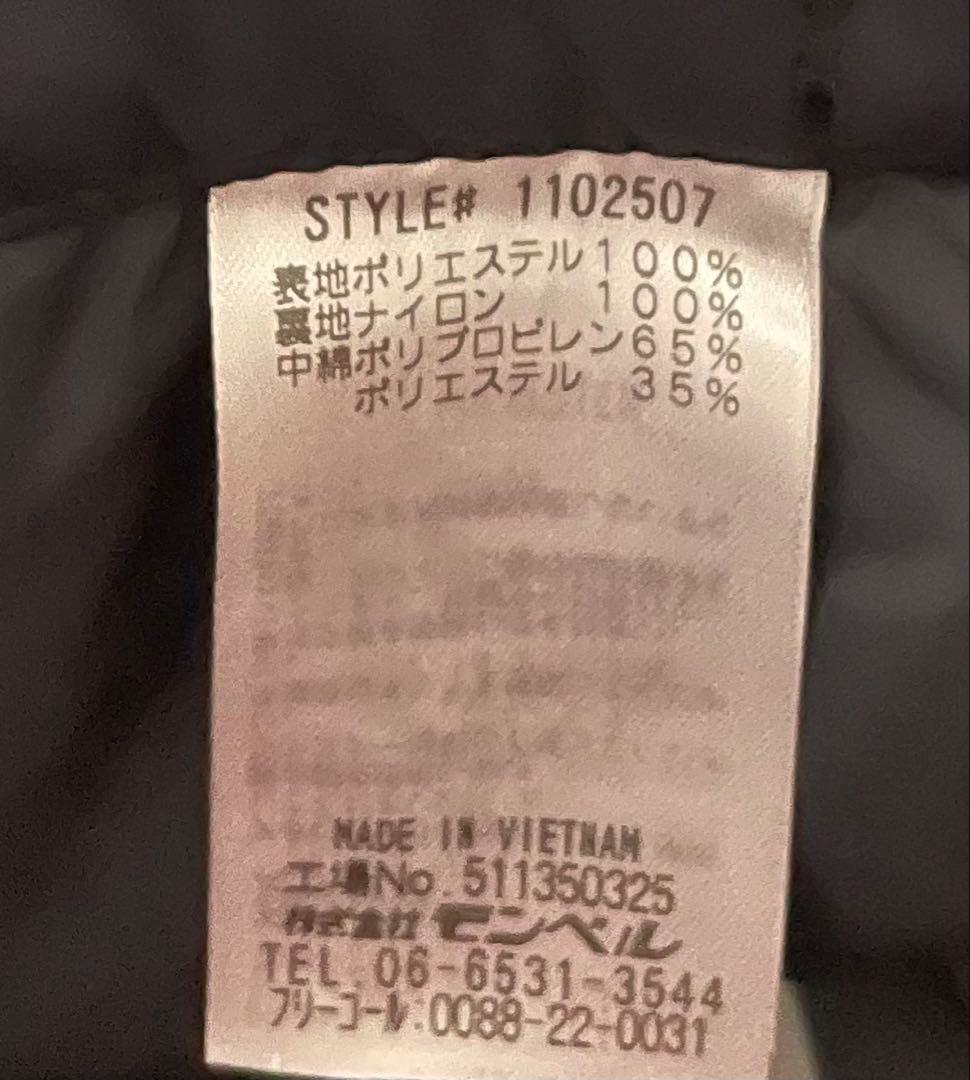 STYLE# 1102507
表地ポリエステル100%
裏地ナイロン 100%
中綿ポリプロピレン65%
ポリエステル 35%
MADE IN VIETNAM
工場No.511350325
株式会社モンベル
TEL.06-6531-3544
フリーコール:0088-22-0031